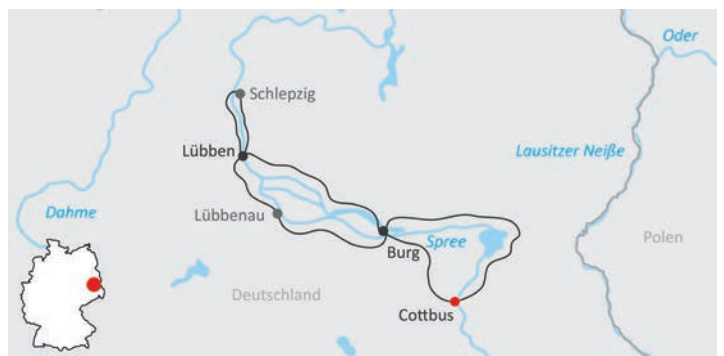 Oder
Schlepzig
Lübben
Lausitzer Neiße
Dahme
Lübbenau
Spree
Polen
Burg
Deutschland
Cottbus